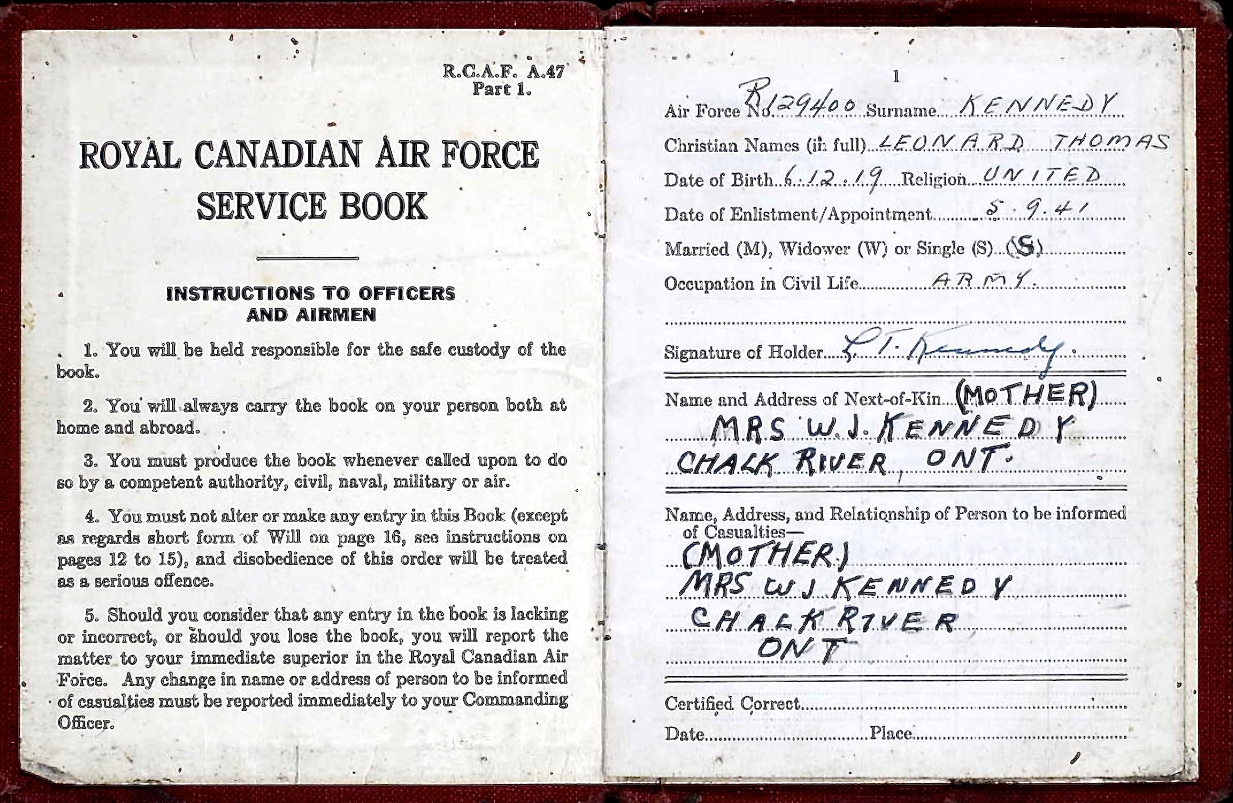 R.C.A.F. A.47
Part 1.
ROYAL CANADIAN AIR FORCE
SERVICE BOOK
INSTRUCTIONS TO OFFICERS
AND AIRMEN
1. You will be held responsible for the safe custody of the
book.
2. You will always carry the book on your person both at
home and abroad.
3. You must produce the book whenever called upon to do
so by a competent authority, civil, naval, military or air.
4. You must not alter or make any entry in this Book (except
as regards short form of Will on page 16, see instructions on
pages 12 to 15), and disobedience of this order will be treated
as a serious offence.
5. Should you consider that any entry in the book is lacking
or incorrect, or should you lose the book, you will report the
matter to your immediate superior in the Royal Canadian Air
Force. Any change in name or address of person to be informed
of casualties must be reported immediately to your Commanding
Officer.
1
Air Force No. R129400 Surname KENNEDY
Christian Names (in full) LEONARD THOMAS
Date of Birth 6.12.19 Religion UNITED
Date of Enlistment/Appointment 5.9.41
Married (M), Widower (W) or Single (S) (S)
Occupation in Civil Life ARMY.
Signature of Holder L.T. Kennedy
Name and Address of Next-of-Kin (MOTHER)
MRS W.J. KENNEDY
CHALK RIVER, ONT.
Name, Address, and Relationship of Person to be informed
of Casualties—
(MOTHER)
MRS W J KENNEDY
CHALK RIVER
ONT
Certified Correct
Date Place